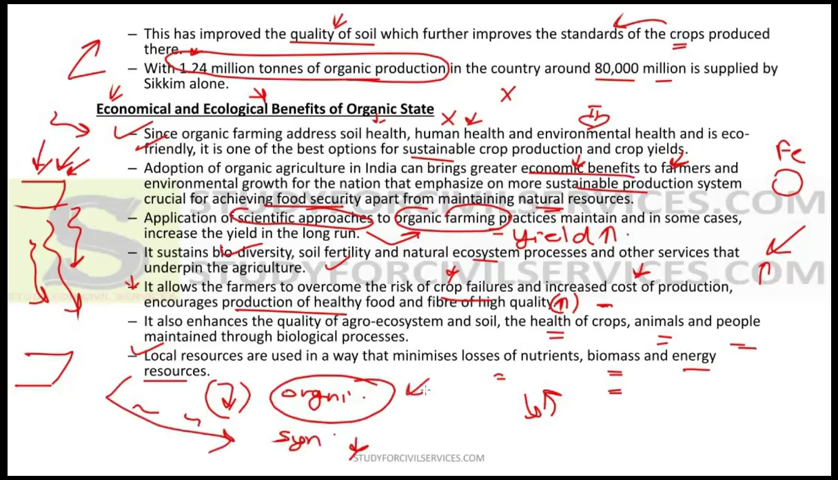 – This has improved the quality of soil which further improves the standards of the crops produced
there.
– With 1.24 million tonnes of organic production in the country around 80,000 million is supplied by
Sikkim alone.
Economical and Ecological Benefits of Organic State
– Since organic farming address soil health, human health and environmental health and is eco-
friendly, it is one of the best options for sustainable crop production and crop yields.
– Adoption of organic agriculture in India can brings greater economic benefits to farmers and
environmental growth for the nation that emphasize on more sustainable production system
crucial for achieving food security apart from maintaining natural resources.
– Application of scientific approaches to organic farming practices maintain and in some cases,
increase the yield in the long run.
– yield ↑
– It sustains bio diversity, soil fertility and natural ecosystem processes and other services that
underpin the agriculture.
– It allows the farmers to overcome the risk of crop failures and increased cost of production,
encourages production of healthy food and fibre of high quality
– It also enhances the quality of agro-ecosystem and soil, the health of crops, animals and people
maintained through biological processes.
– Local resources are used in a way that minimises losses of nutrients, biomass and energy
resources.
Fe
orgni.
syn.
STUDYFORCIVILSERVICES.COM
STUDYFORCIVILSERVICES.COM
STUDYFORCIVILSERVICES.COM